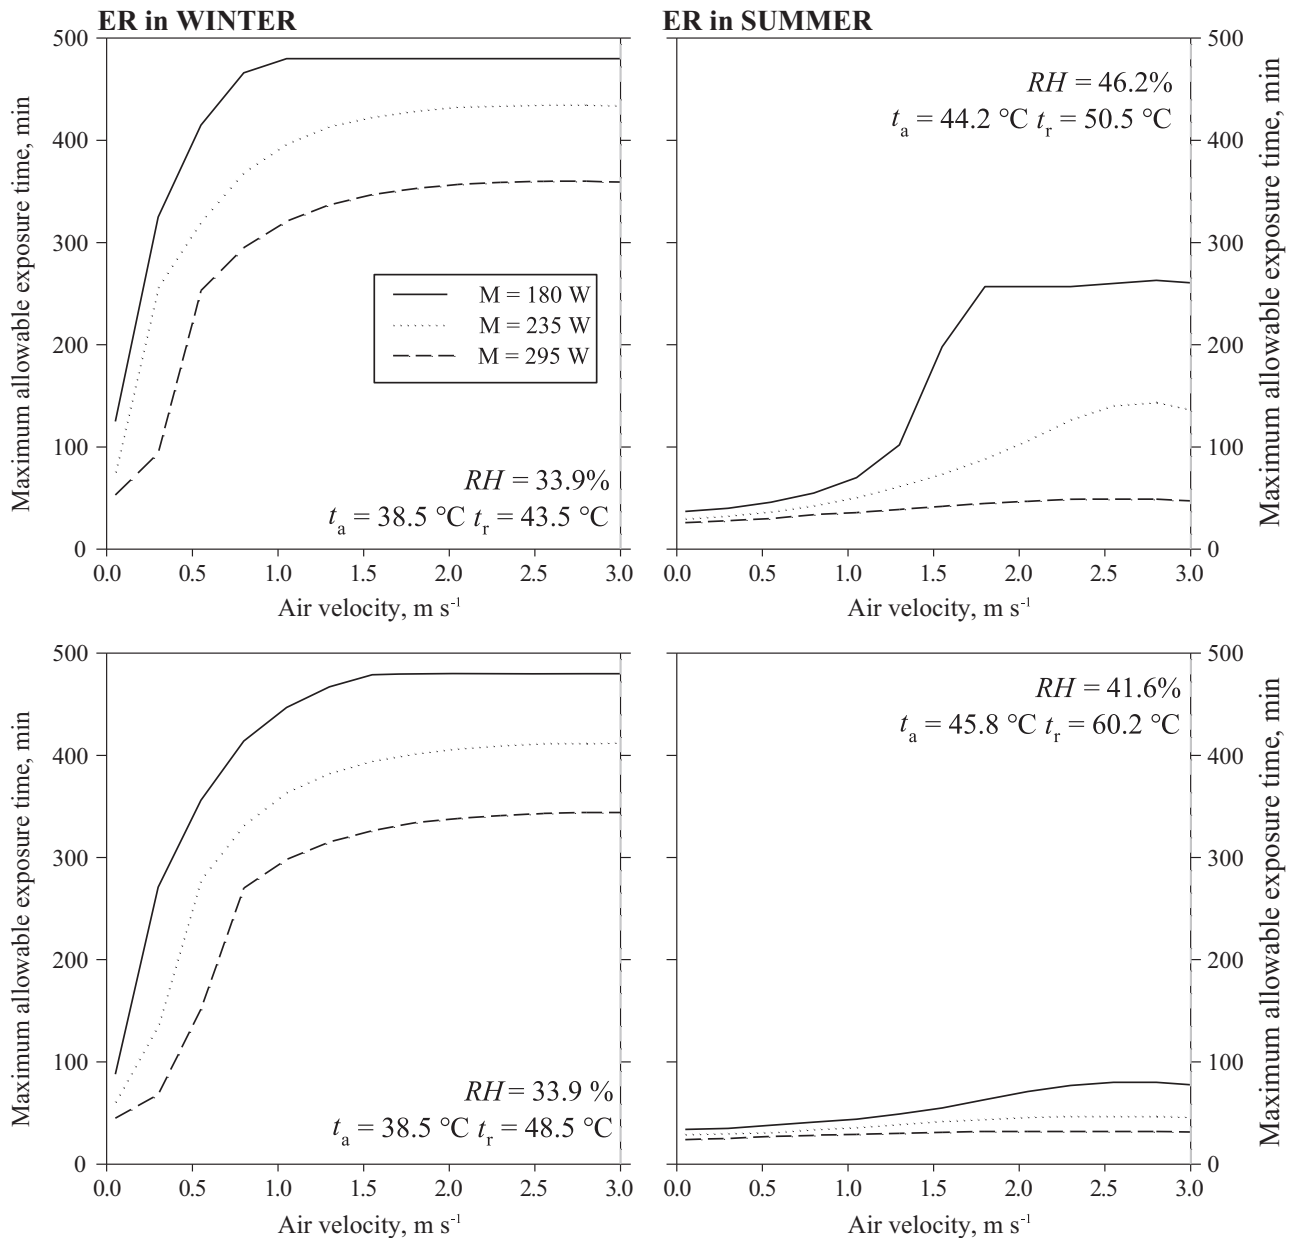 ER in WINTER
500
400
300
200
100
0
Maximum allowable exposure time, min
M = 180 W
M = 235 W
M = 295 W
RH = 33.9%
ta = 38.5 °C tr = 43.5 °C
0.0 0.5 1.0 1.5 2.0 2.5 3.0
Air velocity, m s-1
ER in SUMMER
RH = 46.2%
ta = 44.2 °C tr = 50.5 °C
500
400
300
200
100
0
Maximum allowable exposure time, min
0.0 0.5 1.0 1.5 2.0 2.5 3.0
Air velocity, m s-1
500
400
300
200
100
0
Maximum allowable exposure time, min
RH = 33.9 %
ta = 38.5 °C tr = 48.5 °C
0.0 0.5 1.0 1.5 2.0 2.5 3.0
Air velocity, m s-1
RH = 41.6%
ta = 45.8 °C tr = 60.2 °C
500
400
300
200
100
0
Maximum allowable exposure time, min
0.0 0.5 1.0 1.5 2.0 2.5 3.0
Air velocity, m s-1